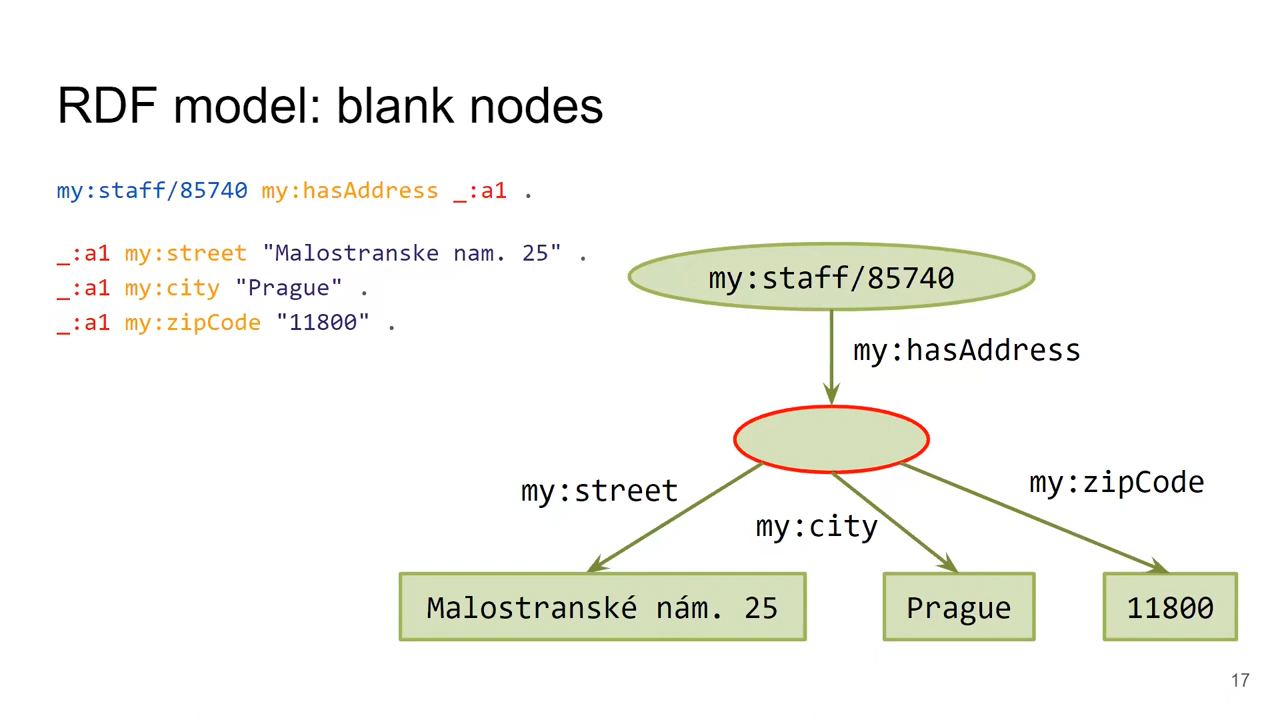 RDF model: blank nodes
my:staff/85740 my:hasAddress _:a1 .
_:a1 my:street "Malostranske nam. 25" .
_:a1 my:city "Prague" .
_:a1 my:zipCode "11800" .
my:staff/85740
my:hasAddress
my:street
my:city
my:zipCode
Malostranské nám. 25
Prague
11800
17